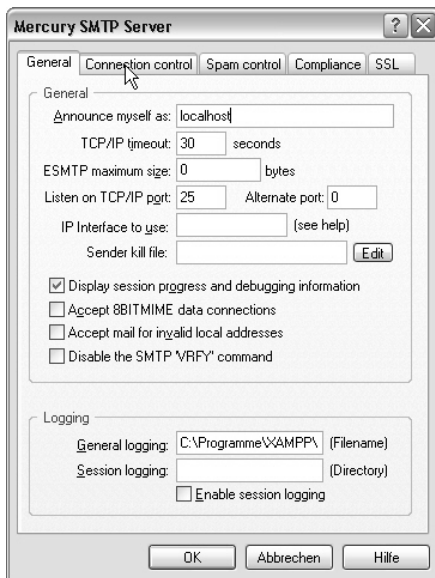 Mercury SMTP Server
General Connection control Spam control Compliance SSL
General
Announce myself as: localhost
TCP/IP timeout: 30 seconds
ESMTP maximum size: 0 bytes
Listen on TCP/IP port: 25 Alternate port: 0
IP Interface to use: (see help)
Sender kill file: Edit
Display session progress and debugging information
Accept 8BITMIME data connections
Accept mail for invalid local addresses
Disable the SMTP 'VRFY' command
Logging
General logging: C:\Programme\XAMPP\ (Filename)
Session logging: (Directory)
Enable session logging
OK Abbrechen Hilfe